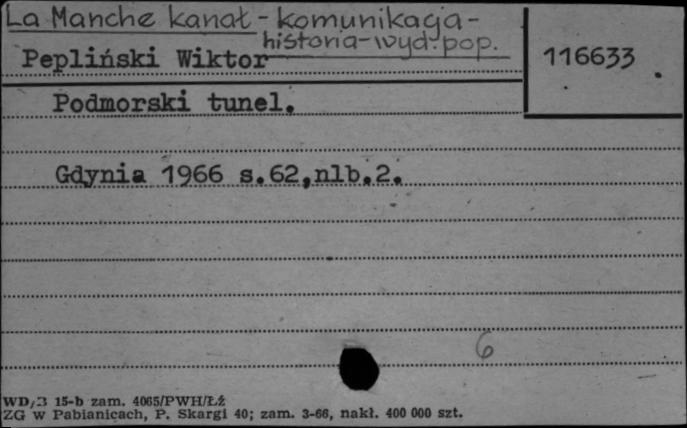 La Manche kanał - komunikacja -
historia - wyd. pop.
Pepliński Wiktor
116633
Podmorski tunel.
Gdynia 1966 s.62,nlb.2.
6
WD/3 15-b zam. 4065/PWH/Łź
ZG w Pabianicach, P. Skargi 40; zam. 3-66, nakł. 400 000 szt.